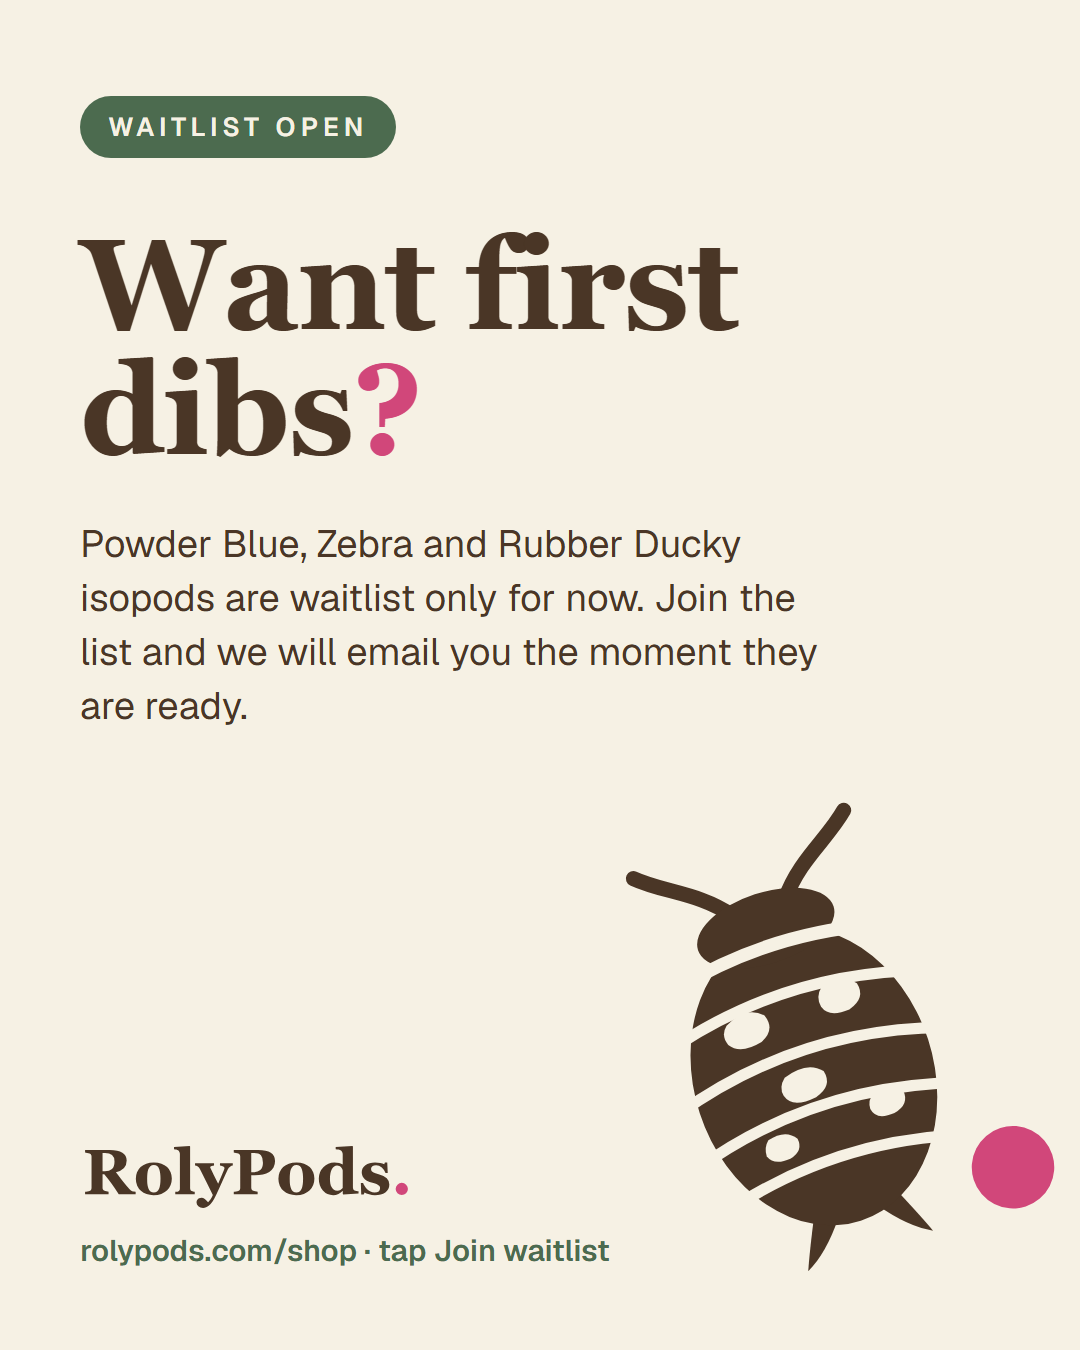 WAITLIST OPEN
Want first
dibs?
Powder Blue, Zebra and Rubber Ducky
isopods are waitlist only for now. Join the
list and we will email you the moment they
are ready.
RolyPods.
rolypods.com/shop · tap Join waitlist